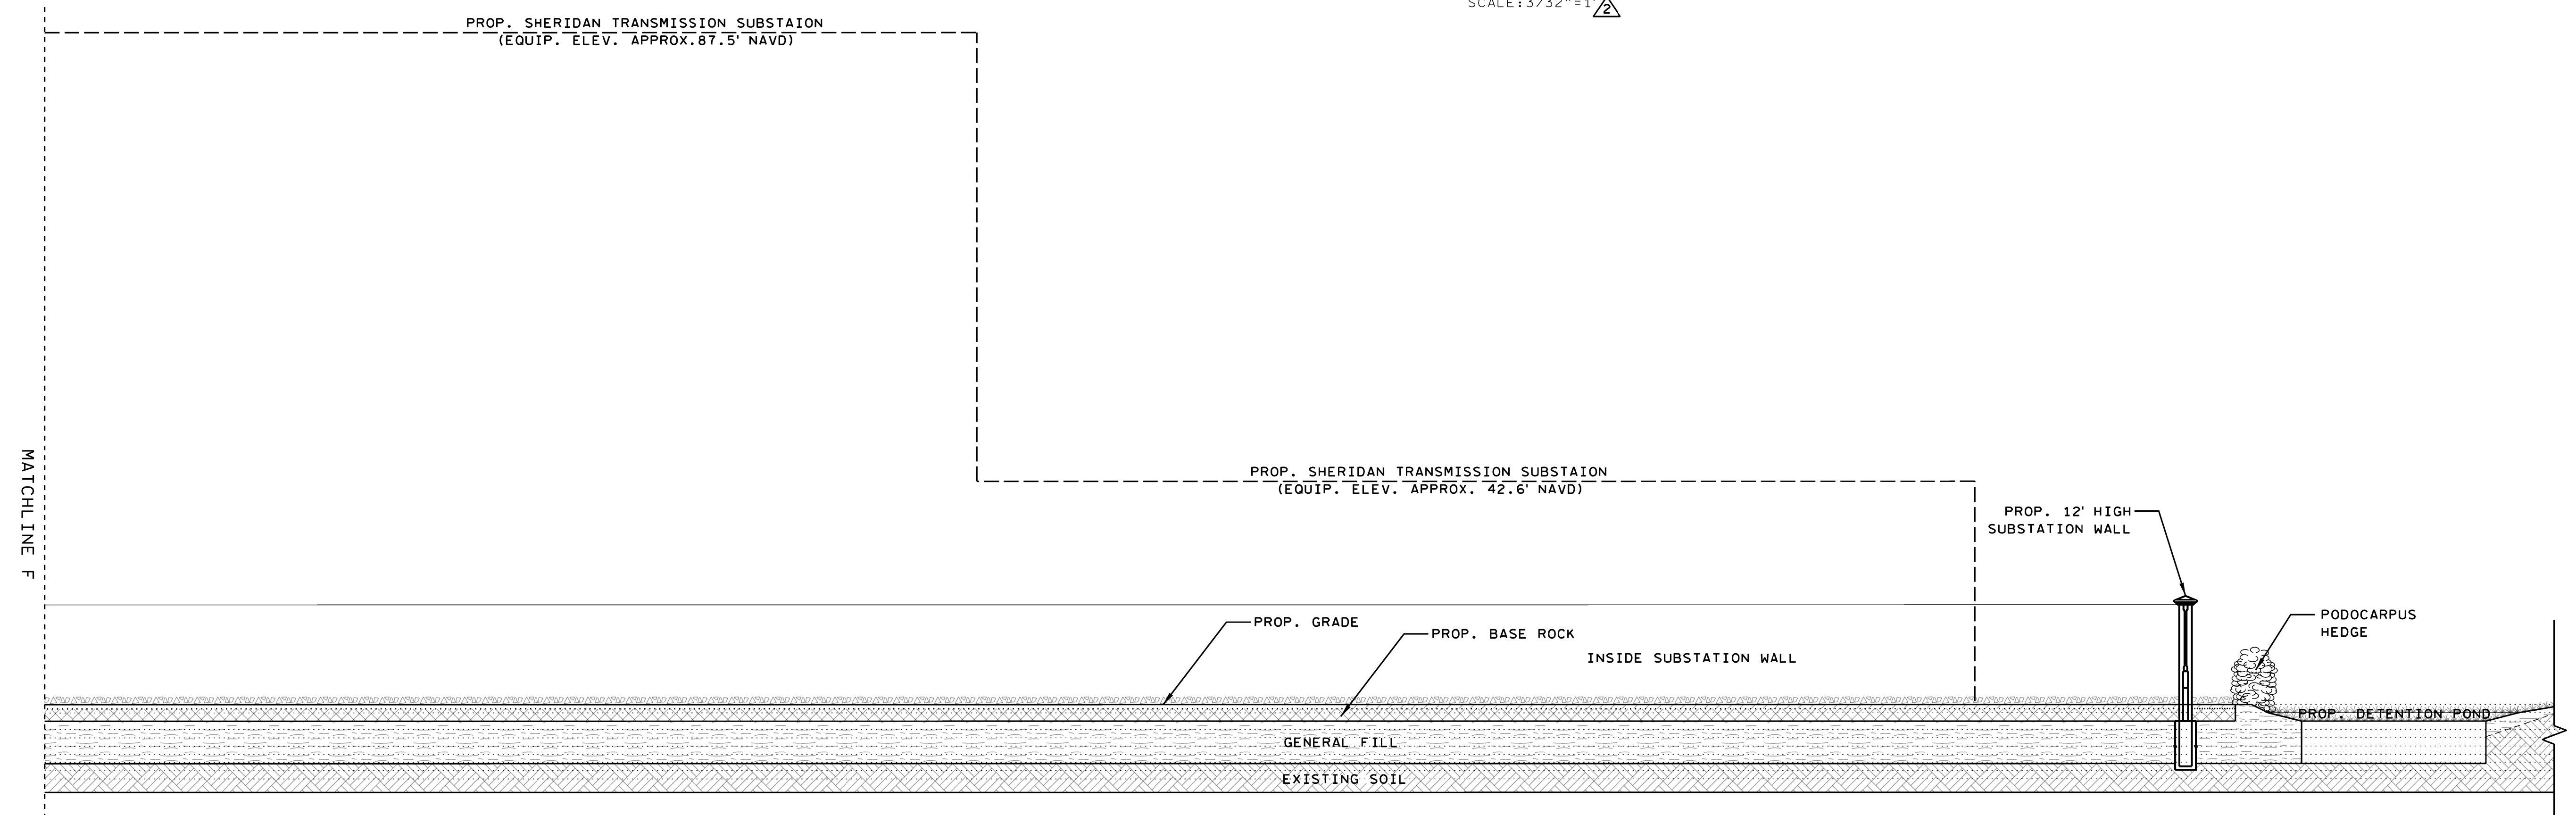 SCALE:3/32"=1'
2
PROP. SHERIDAN TRANSMISSION SUBSTAION
(EQUIP. ELEV. APPROX.87.5' NAVD)
MATCHLINE F
PROP. SHERIDAN TRANSMISSION SUBSTAION
(EQUIP. ELEV. APPROX. 42.6' NAVD)
PROP. 12' HIGH
SUBSTATION WALL
PROP. GRADE
PROP. BASE ROCK
INSIDE SUBSTATION WALL
PODOCARPUS
HEDGE
PROP. DETENTION POND
GENERAL FILL
EXISTING SOIL